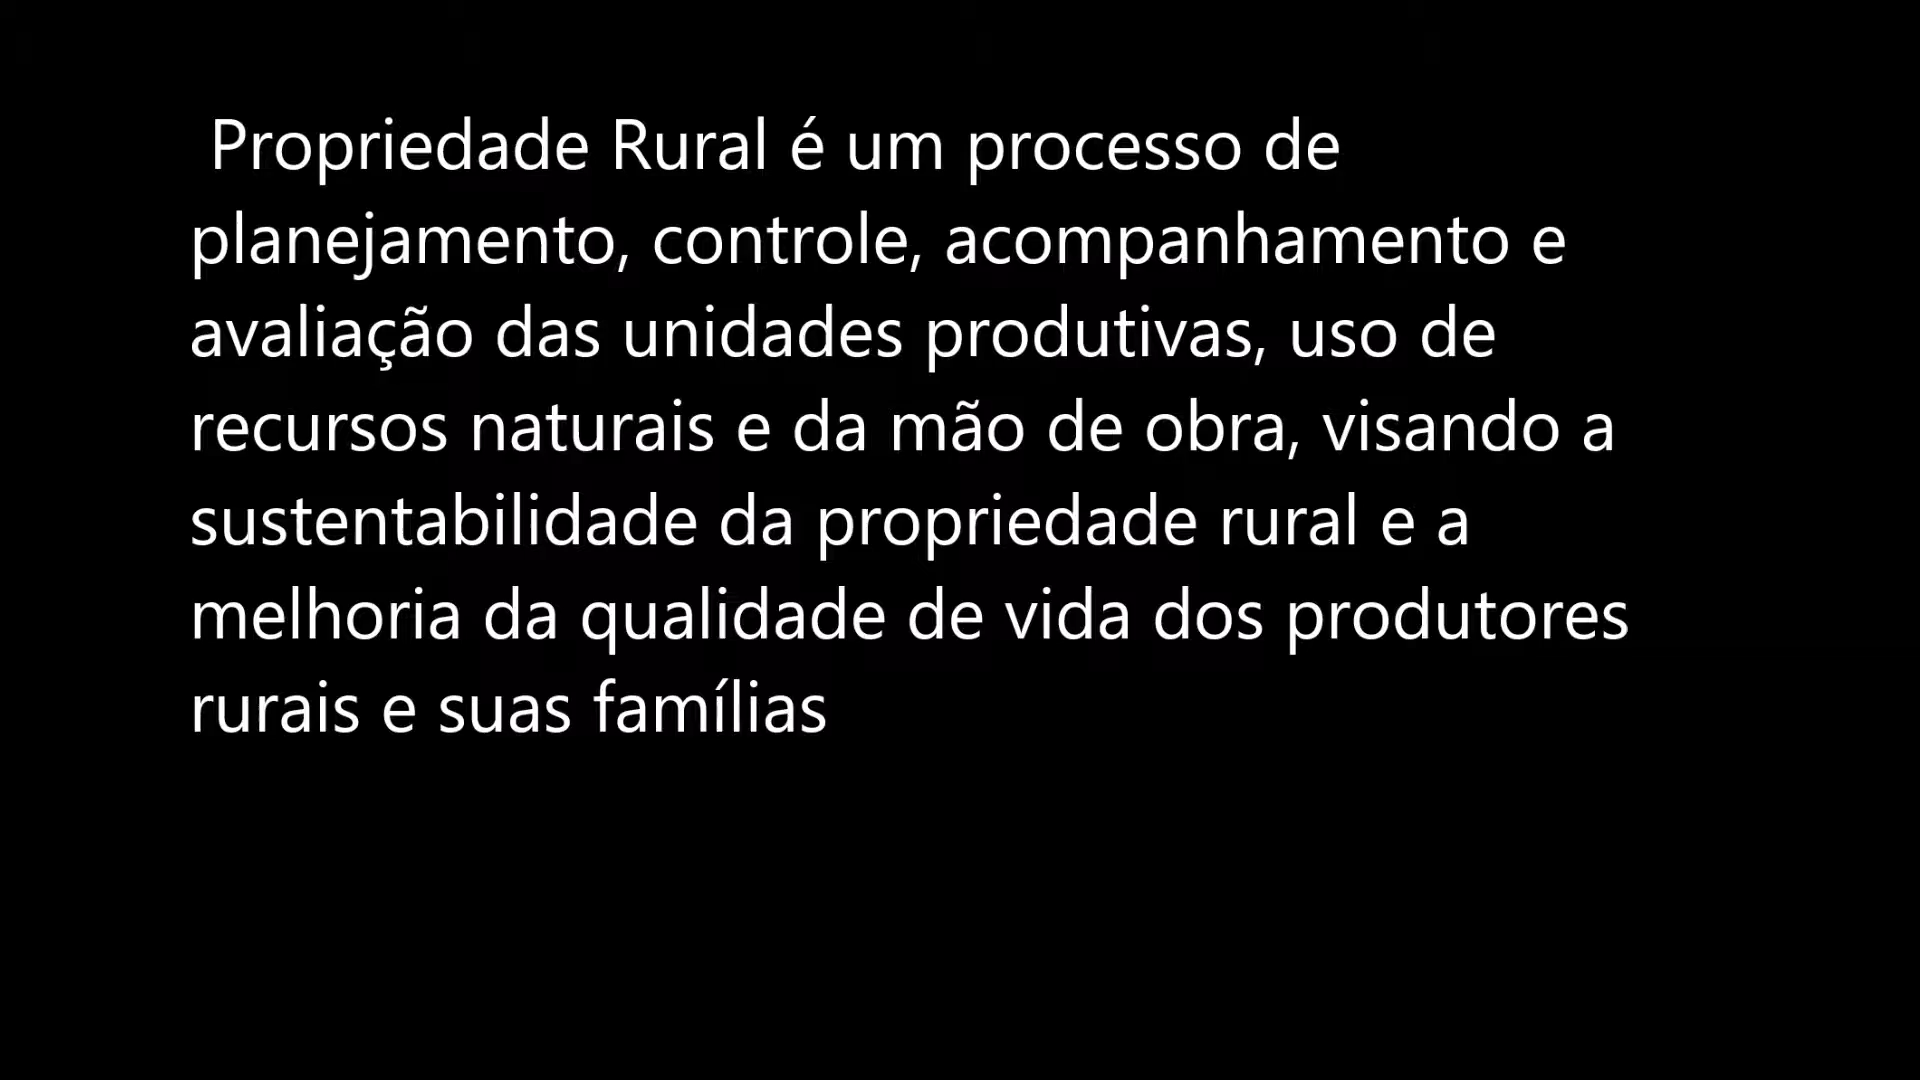 Propriedade Rural é um processo de
planejamento, controle, acompanhamento e
avaliação das unidades produtivas, uso de
recursos naturais e da mão de obra, visando a
sustentabilidade da propriedade rural e a
melhoria da qualidade de vida dos produtores
rurais e suas famílias